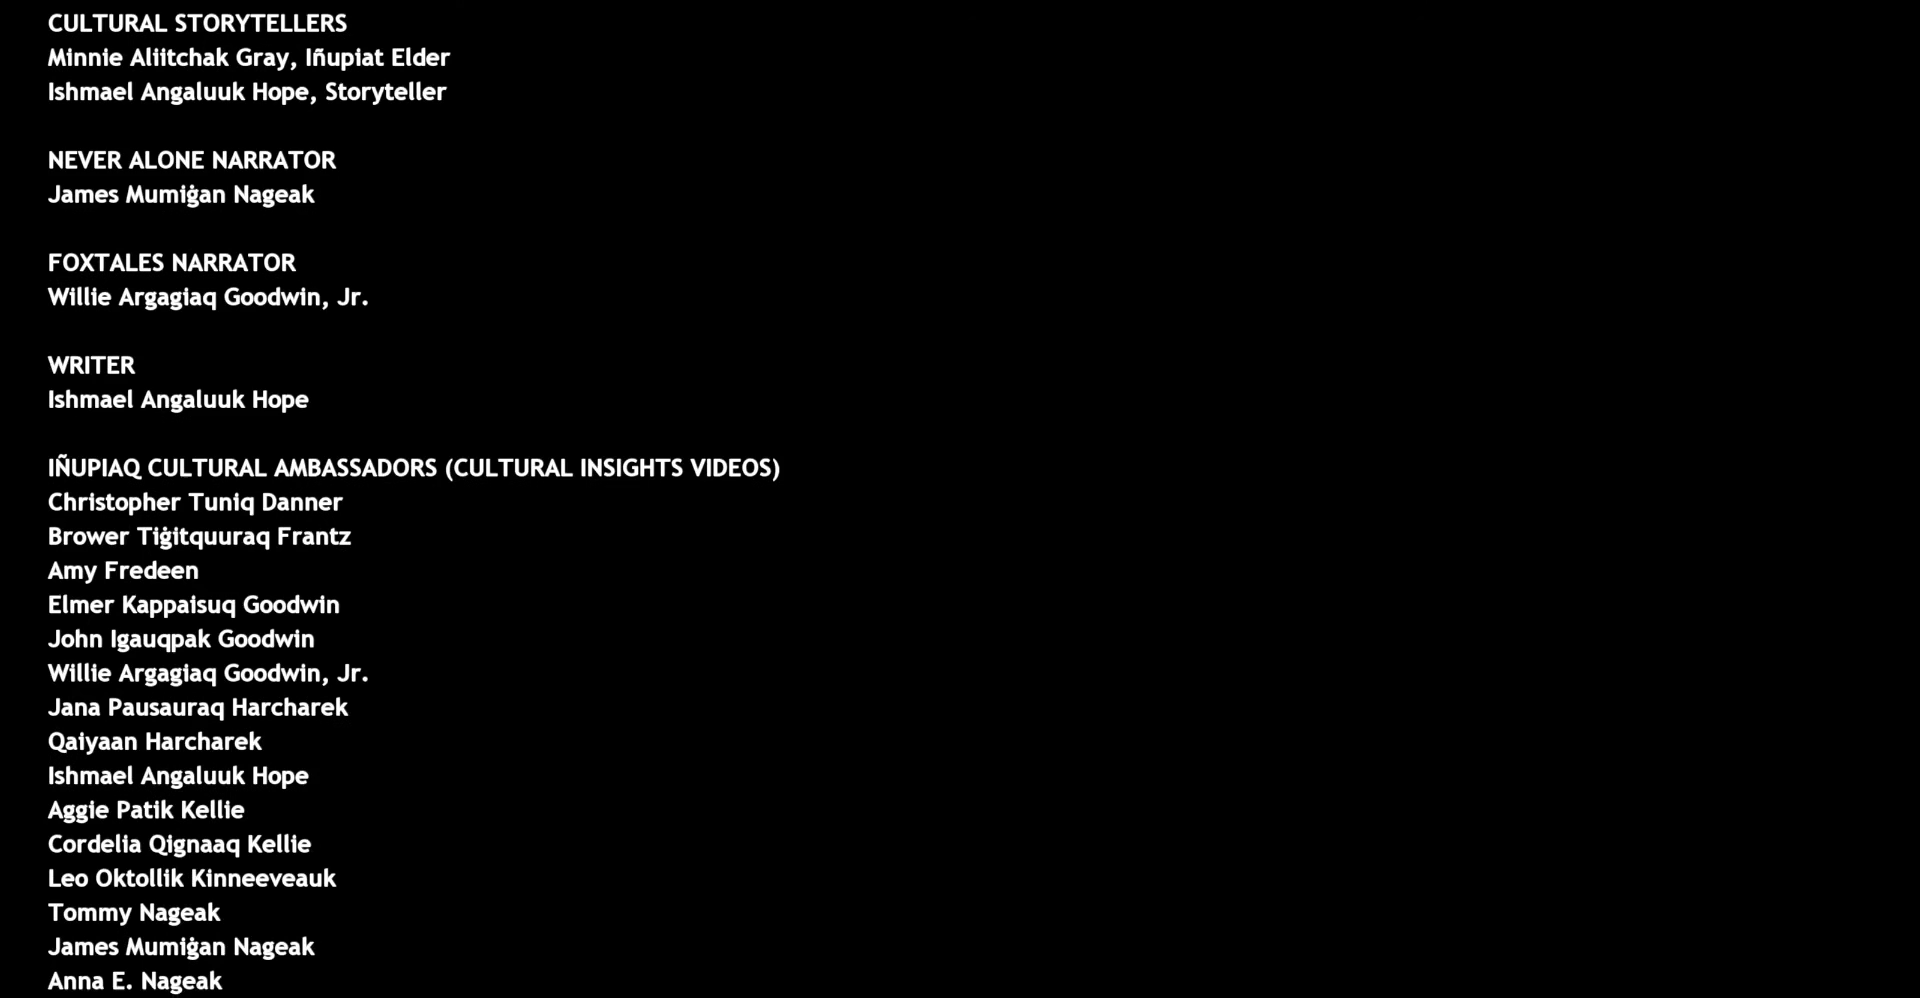 CULTURAL STORYTELLERS
Minnie Aliitchak Gray, Iñupiat Elder
Ishmael Angaluuk Hope, Storyteller
NEVER ALONE NARRATOR
James Mumiġan Nageak
FOXTALES NARRATOR
Willie Argagiaq Goodwin, Jr.
WRITER
Ishmael Angaluuk Hope
IÑUPIAQ CULTURAL AMBASSADORS (CULTURAL INSIGHTS VIDEOS)
Christopher Tuniq Danner
Brower Tiġitquuraq Frantz
Amy Fredeen
Elmer Kappaisuq Goodwin
John Igauqpak Goodwin
Willie Argagiaq Goodwin, Jr.
Jana Pausauraq Harcharek
Qaiyaan Harcharek
Ishmael Angaluuk Hope
Aggie Patik Kellie
Cordelia Qignaaq Kellie
Leo Oktollik Kinneeveauk
Tommy Nageak
James Mumiġan Nageak
Anna E. Nageak